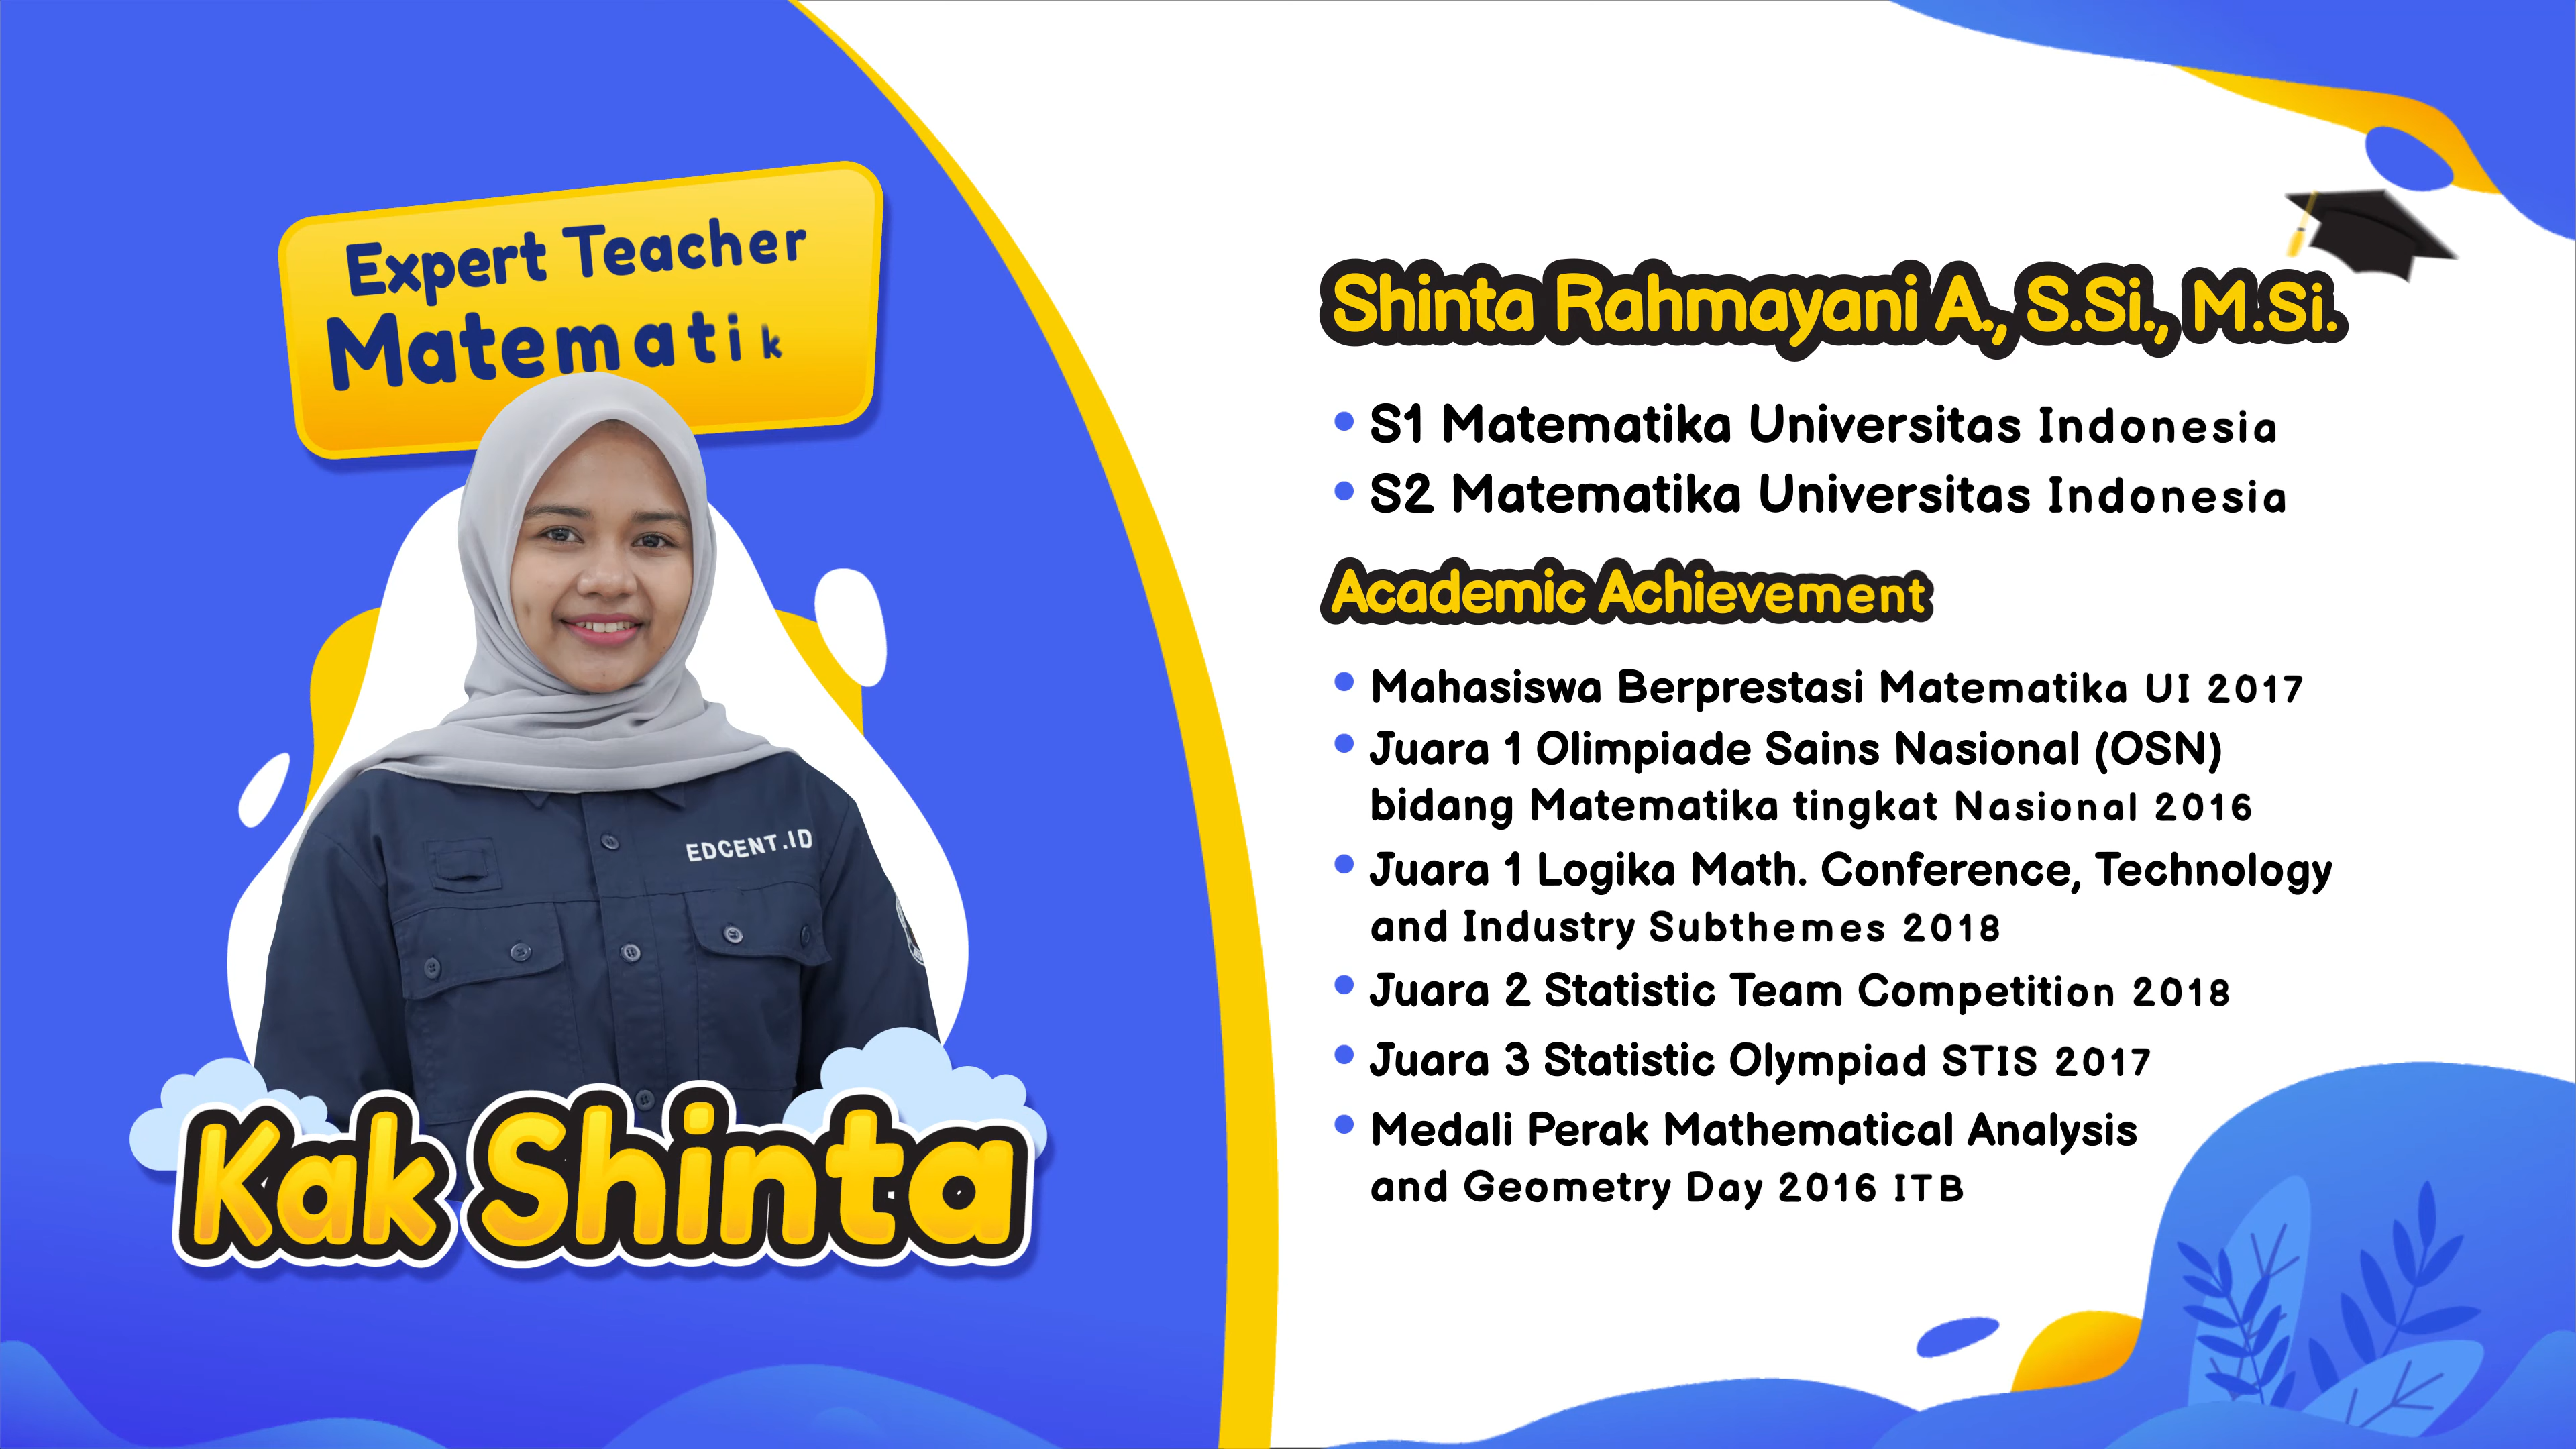 Expert Teacher
Matematik
EDCENT.ID
Kak Shinta
Shinta Rahmayani A., S.Si., M.Si.
S1 Matematika Universitas Indonesia
S2 Matematika Universitas Indonesia
Academic Achievement
Mahasiswa Berprestasi Matematika UI 2017
Juara 1 Olimpiade Sains Nasional (OSN)
bidang Matematika tingkat Nasional 2016
Juara 1 Logika Math. Conference, Technology
and Industry Subthemes 2018
Juara 2 Statistic Team Competition 2018
Juara 3 Statistic Olympiad STIS 2017
Medali Perak Mathematical Analysis
and Geometry Day 2016 ITB